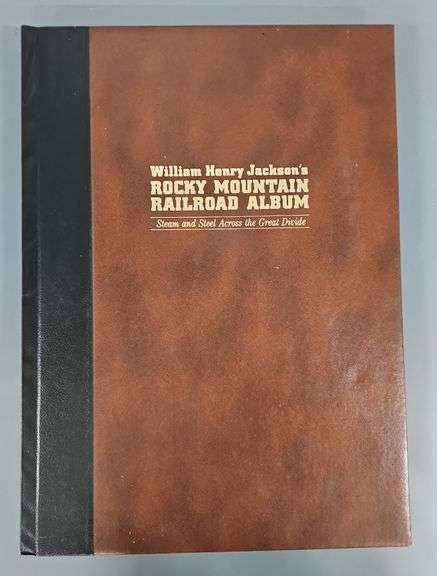 William Henry Jackson's
ROCKY MOUNTAIN
RAILROAD ALBUM
Steam and Steel Across the Great Divide